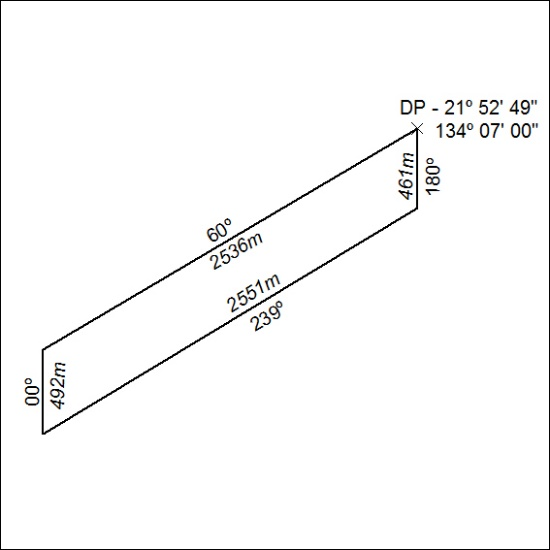 DP - 21º 52' 49"
134º 07' 00"
461m
180º
60º
2536m
2551m
239º
00º
492m